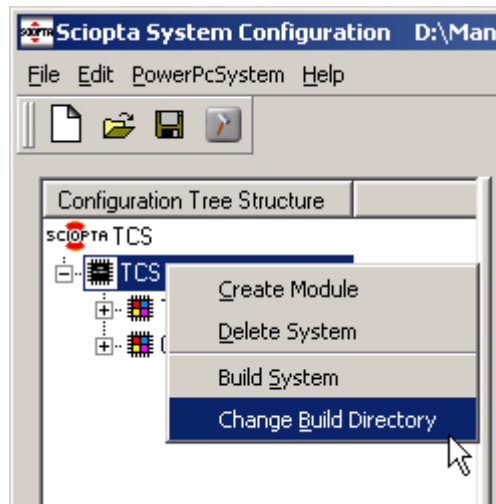 Sciopta System Configuration D:\Man
File Edit PowerPcSystem Help
Configuration Tree Structure
SCIOPTA TCS
TCS
Create Module
Delete System
Build System
Change Build Directory